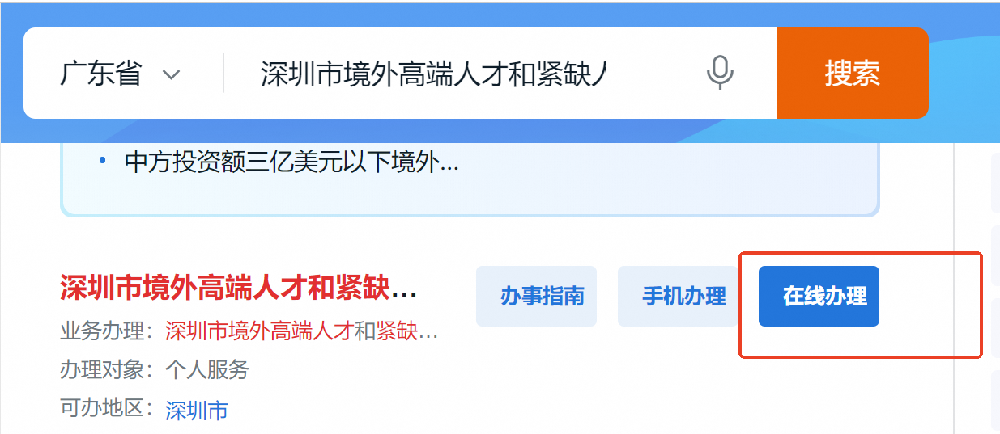 广东省 深圳市境外高端人才和紧缺人 搜索
中方投资额三亿美元以下境外...
深圳市境外高端人才和紧缺... 办事指南 手机办理 在线办理
业务办理：深圳市境外高端人才和紧缺...
办理对象：个人服务
可办地区：深圳市